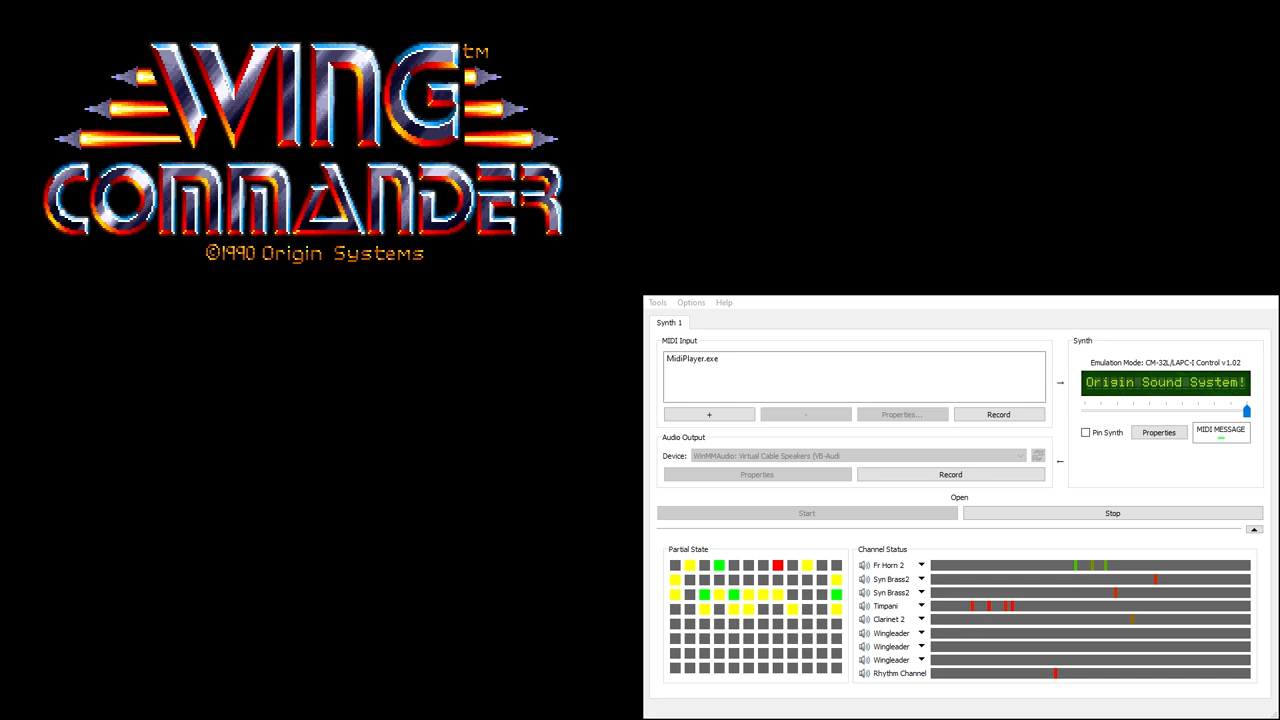 WING TM
COMMANDER
©1990 Origin Systems
Tools Options Help
Synth 1
MIDI Input
MidiPlayer.exe
+ - Properties... Record
Audio Output
Device: WinMMAudio: Virtual Cable Speakers (VB-Audi
Properties Record
Synth
Emulation Mode: CM-32L/LAPC-I Control v1.02
Origin Sound System!
Pin Synth Properties MIDI MESSAGE
Open
Start Stop
Partial State
Channel Status
Fr Horn 2
Syn Brass2
Syn Brass2
Timpani
Clarinet 2
Wingleader
Wingleader
Wingleader
Rhythm Channel